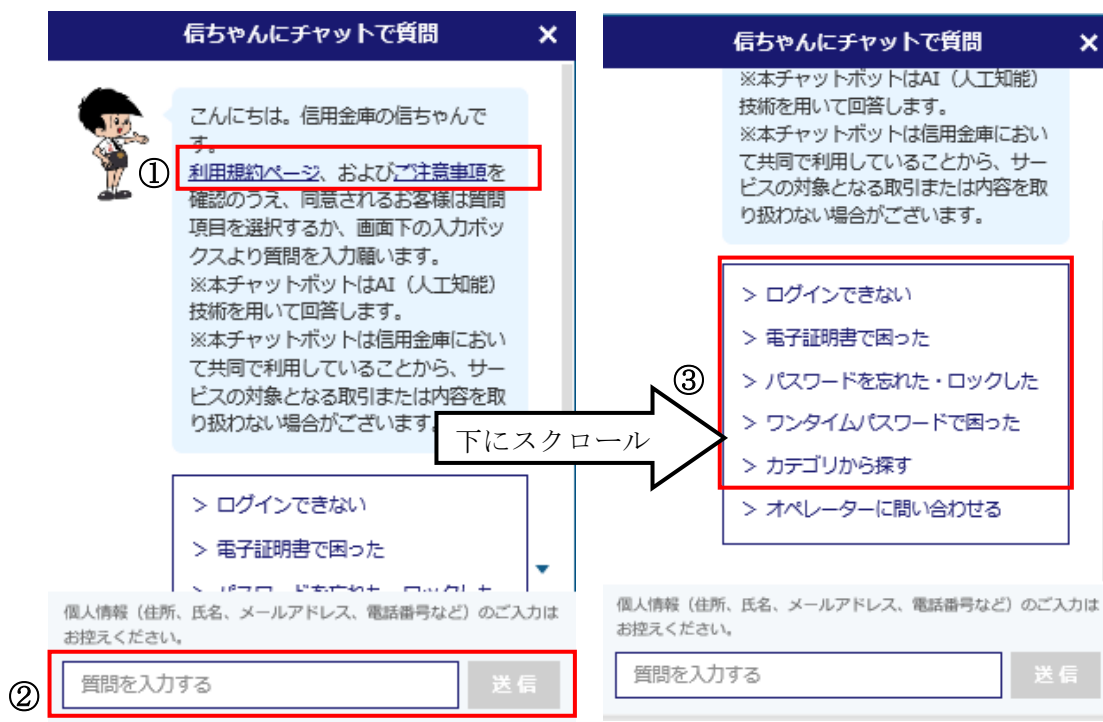 信ちゃんにチャットで質問 ×
こんにちは。信用金庫の信ちゃんで
す。
①
利用規約ページ、およびご注意事項を
確認のうえ、同意されるお客様は質問
項目を選択するか、画面下の入力ボッ
クスより質問を入力願います。
※本チャットボットはAI(人工知能)
技術を用いて回答します。
※本チャットボットは信用金庫におい
て共同で利用していることから、サー
ビスの対象となる取引または内容を取
り扱わない場合がございます。
> ログインできない
> 電子証明書で困った
> パスワードを忘れた・ロックした
個人情報(住所、氏名、メールアドレス、電話番号など)のご入力は
お控えください。
②
質問を入力する
送信
下にスクロール
信ちゃんにチャットで質問 ×
※本チャットボットはAI(人工知能)
技術を用いて回答します。
※本チャットボットは信用金庫におい
て共同で利用していることから、サー
ビスの対象となる取引または内容を取
り扱わない場合がございます。
③
> ログインできない
> 電子証明書で困った
> パスワードを忘れた・ロックした
> ワンタイムパスワードで困った
> カテゴリから探す
> オペレーターに問い合わせる
個人情報(住所、氏名、メールアドレス、電話番号など)のご入力は
お控えください。
質問を入力する
送信